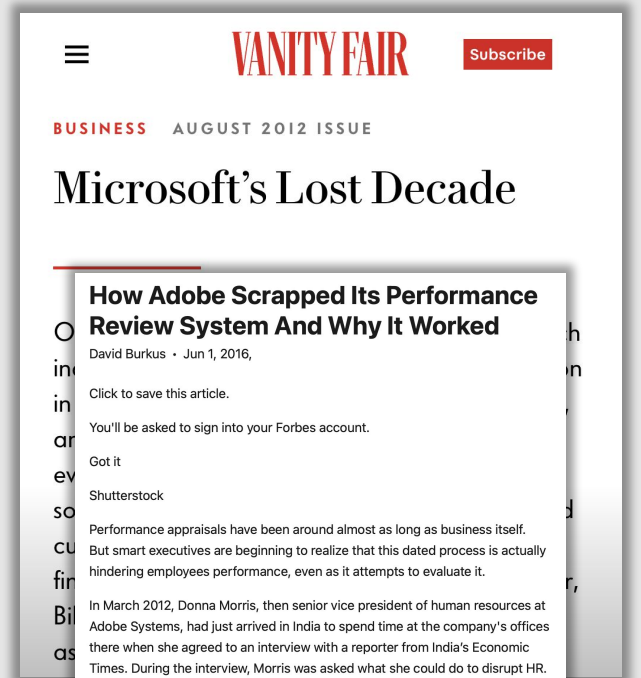 VANITY FAIR
Subscribe
BUSINESS AUGUST 2012 ISSUE
Microsoft's Lost Decade
How Adobe Scrapped Its Performance
Review System And Why It Worked
David Burkus • Jun 1, 2016,
Click to save this article.
You'll be asked to sign into your Forbes account.
Got it
Shutterstock
Performance appraisals have been around almost as long as business itself.
But smart executives are beginning to realize that this dated process is actually
hindering employees performance, even as it attempts to evaluate it.
In March 2012, Donna Morris, then senior vice president of human resources at
Adobe Systems, had just arrived in India to spend time at the company's offices
there when she agreed to an interview with a reporter from India's Economic
Times. During the interview, Morris was asked what she could do to disrupt HR.